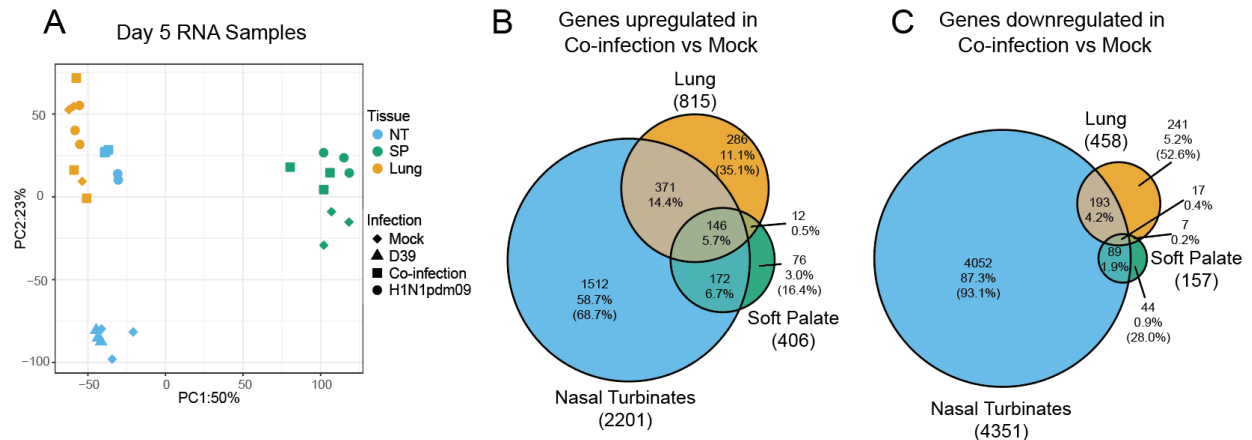 A
Day 5 RNA Samples
50
0
−50
−100
PC2:23%
−50
0
50
100
PC1:50%
Tissue
NT
SP
Lung
Infection
Mock
D39
Co-infection
H1N1pdm09
B
Genes upregulated in
Co-infection vs Mock
Lung
(815)
286
11.1%
(35.1%)
371
14.4%
146
5.7%
12
0.5%
76
3.0%
(16.4%)
172
6.7%
1512
58.7%
(68.7%)
Soft Palate
(406)
Nasal Turbinates
(2201)
C
Genes downregulated in
Co-infection vs Mock
Lung
(458)
241
5.2%
(52.6%)
17
0.4%
193
4.2%
7
0.2%
89
1.9%
Soft Palate
(157)
4052
87.3%
(93.1%)
44
0.9%
(28.0%)
Nasal Turbinates
(4351)